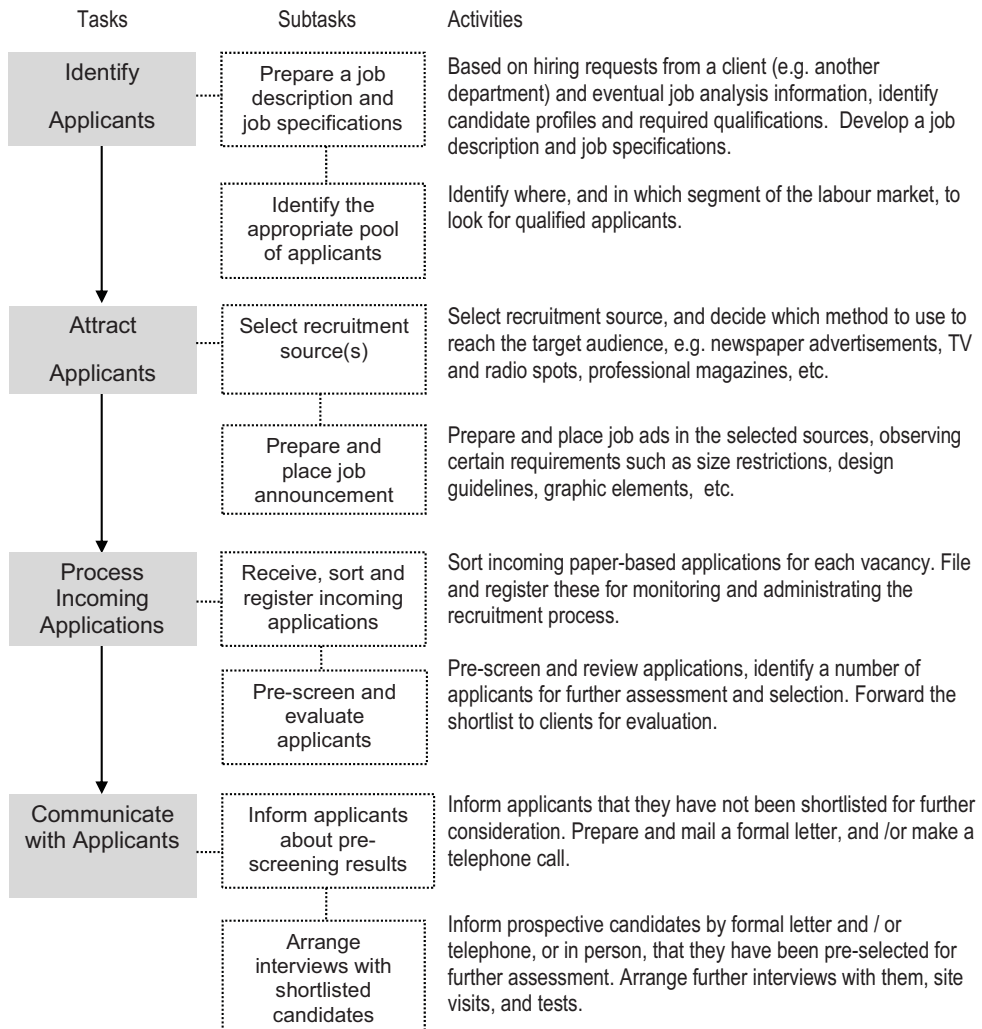 Tasks
Subtasks
Activities
Identify
Applicants
Prepare a job
description and
job specifications
Based on hiring requests from a client (e.g. another
department) and eventual job analysis information, identify
candidate profiles and required qualifications.  Develop a job
description and job specifications.
Identify the
appropriate pool
of applicants
Identify where, and in which segment of the labour market, to
look for qualified applicants.
Attract
Applicants
Select recruitment
source(s)
Select recruitment source, and decide which method to use to
reach the target audience, e.g. newspaper advertisements, TV
and radio spots, professional magazines, etc.
Prepare and
place job
announcement
Prepare and place job ads in the selected sources, observing
certain requirements such as size restrictions, design
guidelines, graphic elements,  etc.
Process
Incoming
Applications
Receive, sort and
register incoming
applications
Sort incoming paper-based applications for each vacancy. File
and register these for monitoring and administrating the
recruitment process.
Pre-screen and
evaluate
applicants
Pre-screen and review applications, identify a number of
applicants for further assessment and selection. Forward the
shortlist to clients for evaluation.
Communicate
with Applicants
Inform applicants
about pre-
screening results
Inform applicants that they have not been shortlisted for further
consideration. Prepare and mail a formal letter, and /or make a
telephone call.
Arrange
interviews with
shortlisted
candidates
Inform prospective candidates by formal letter and / or
telephone, or in person, that they have been pre-selected for
further assessment. Arrange further interviews with them, site
visits, and tests.